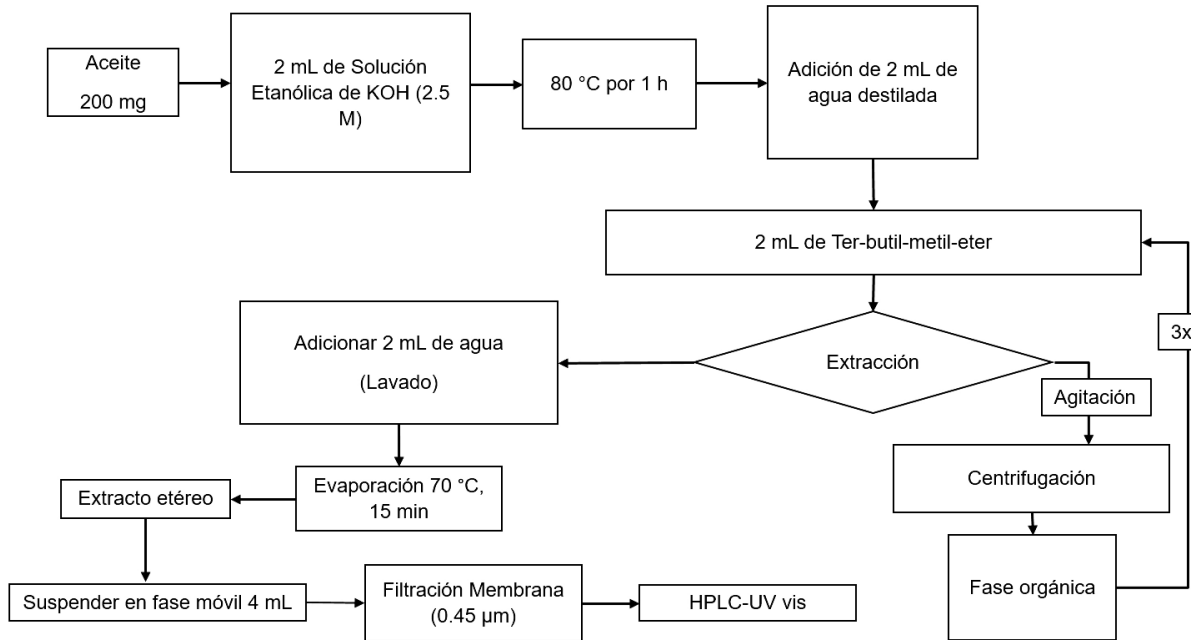 Aceite
200 mg
2 mL de Solución
Etanólica de KOH (2.5
M)
80 °C por 1 h
Adición de 2 mL de
agua destilada
2 mL de Ter-butil-metil-eter
3x
Extracción
Agitación
Centrifugación
Fase orgánica
Adicionar 2 mL de agua
(Lavado)
Evaporación 70 °C,
15 min
Extracto etéreo
Suspender en fase móvil 4 mL
Filtración Membrana
(0.45 µm)
HPLC-UV vis